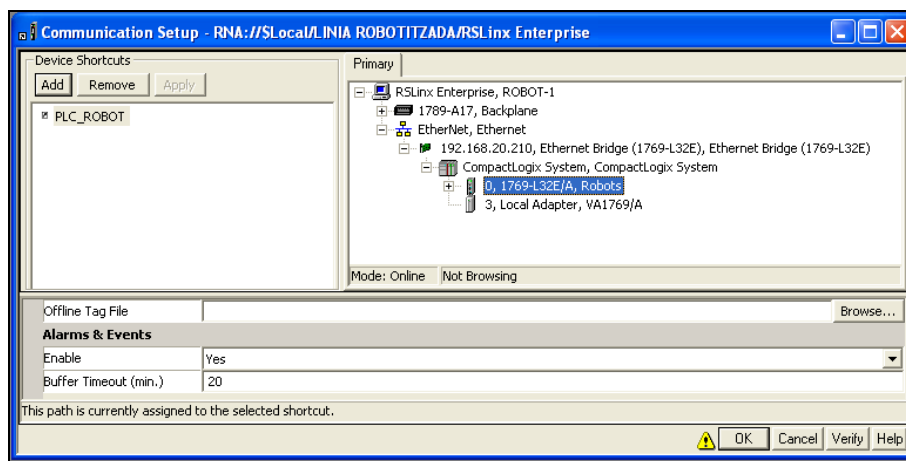 Communication Setup - RNA://$Local/LINIA ROBOTITZADA/RSLinx Enterprise
Device Shortcuts
Add Remove Apply
PLC_ROBOT
Primary
RSLinx Enterprise, ROBOT-1
1789-A17, Backplane
EtherNet, Ethernet
192.168.20.210, Ethernet Bridge (1769-L32E), Ethernet Bridge (1769-L32E)
CompactLogix System, CompactLogix System
0, 1769-L32E/A, Robots
3, Local Adapter, VA1769/A
Mode: Online Not Browsing
Offline Tag File Browse...
Alarms & Events
Enable Yes
Buffer Timeout (min.) 20
This path is currently assigned to the selected shortcut.
OK Cancel Verify Help